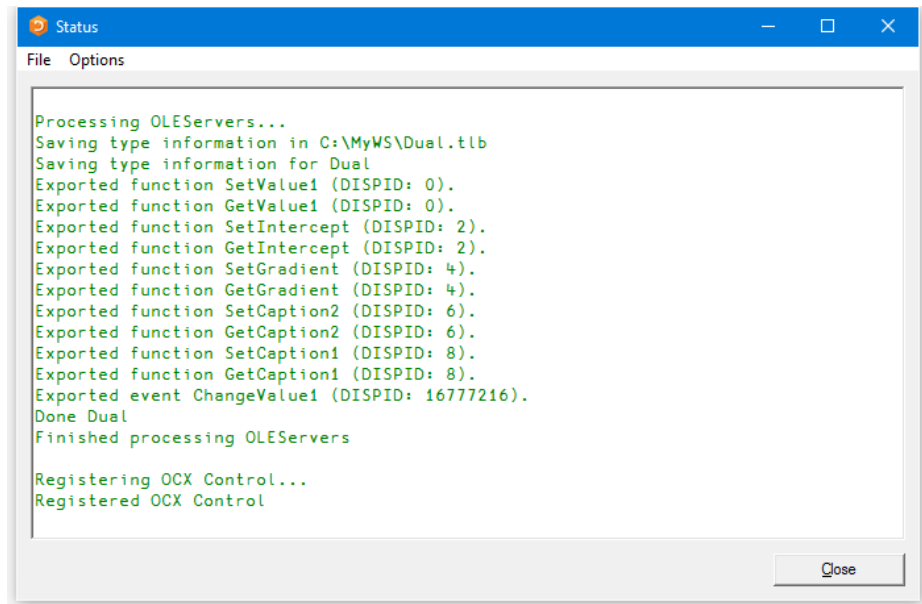 Status
File Options
Processing OLEServers...
Saving type information in C:\MyWS\Dual.tlb
Saving type information for Dual
Exported function SetValue1 (DISPID: 0).
Exported function GetValue1 (DISPID: 0).
Exported function SetIntercept (DISPID: 2).
Exported function GetIntercept (DISPID: 2).
Exported function SetGradient (DISPID: 4).
Exported function GetGradient (DISPID: 4).
Exported function SetCaption2 (DISPID: 6).
Exported function GetCaption2 (DISPID: 6).
Exported function SetCaption1 (DISPID: 8).
Exported function GetCaption1 (DISPID: 8).
Exported event ChangeValue1 (DISPID: 16777216).
Done Dual
Finished processing OLEServers
Registering OCX Control...
Registered OCX Control
Close